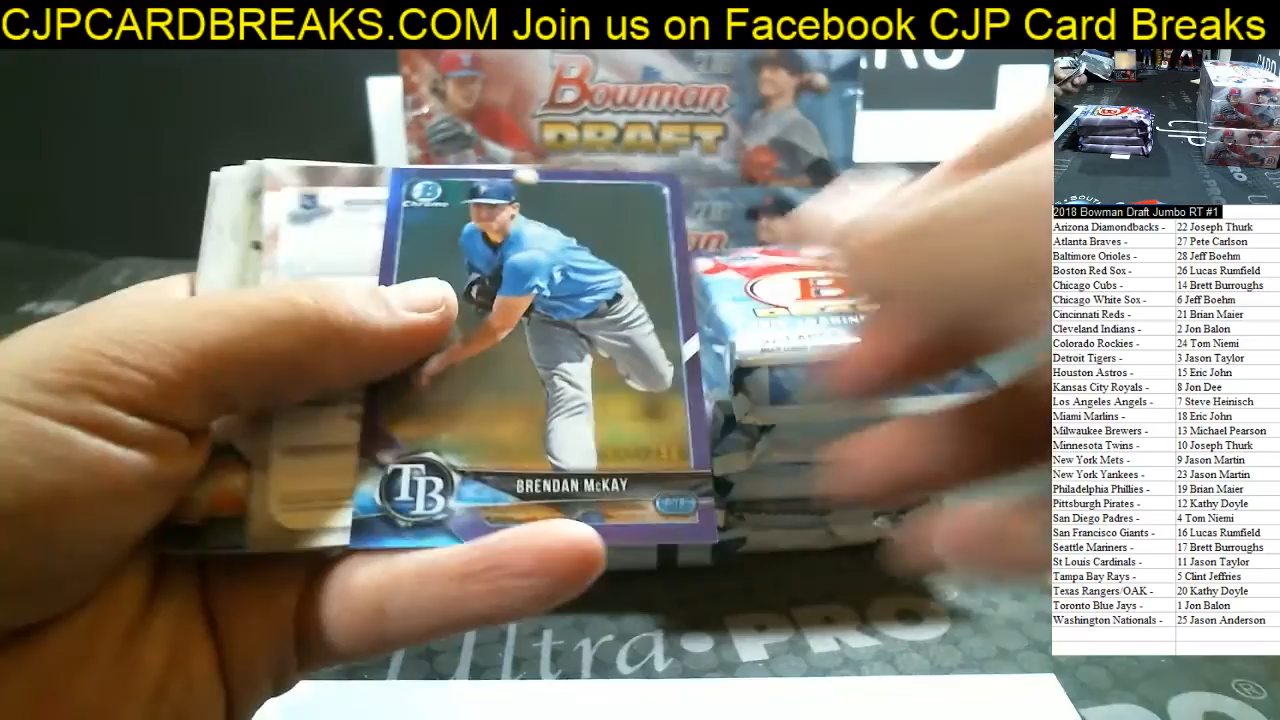 CJPCARDBREAKS.COM Join us on Facebook CJP Card Breaks
Bowman
DRAFT
Chrome
BRENDAN McKAY
TB
Ultra·PRO
2018 Bowman Draft Jumbo RT #1
Arizona Diamondbacks - 22 Joseph Thurk
Atlanta Braves - 27 Pete Carlson
Baltimore Orioles - 28 Jeff Boehm
Boston Red Sox - 26 Lucas Rumfield
Chicago Cubs - 14 Brett Burroughs
Chicago White Sox - 6 Jeff Boehm
Cincinnati Reds - 21 Brian Maier
Cleveland Indians - 2 Jon Balon
Colorado Rockies - 24 Tom Niemi
Detroit Tigers - 3 Jason Taylor
Houston Astros - 15 Eric John
Kansas City Royals - 8 Jon Dee
Los Angeles Angels - 7 Steve Heinisch
Miami Marlins - 18 Eric John
Milwaukee Brewers - 13 Michael Pearson
Minnesota Twins - 10 Joseph Thurk
New York Mets - 9 Jason Martin
New York Yankees - 23 Jason Martin
Philadelphia Phillies - 19 Brian Maier
Pittsburgh Pirates - 12 Kathy Doyle
San Diego Padres - 4 Tom Niemi
San Francisco Giants - 16 Lucas Rumfield
Seattle Mariners - 17 Brett Burroughs
St Louis Cardinals - 11 Jason Taylor
Tampa Bay Rays - 5 Clint Jeffries
Texas Rangers/OAK - 20 Kathy Doyle
Toronto Blue Jays - 1 Jon Balon
Washington Nationals - 25 Jason Anderson